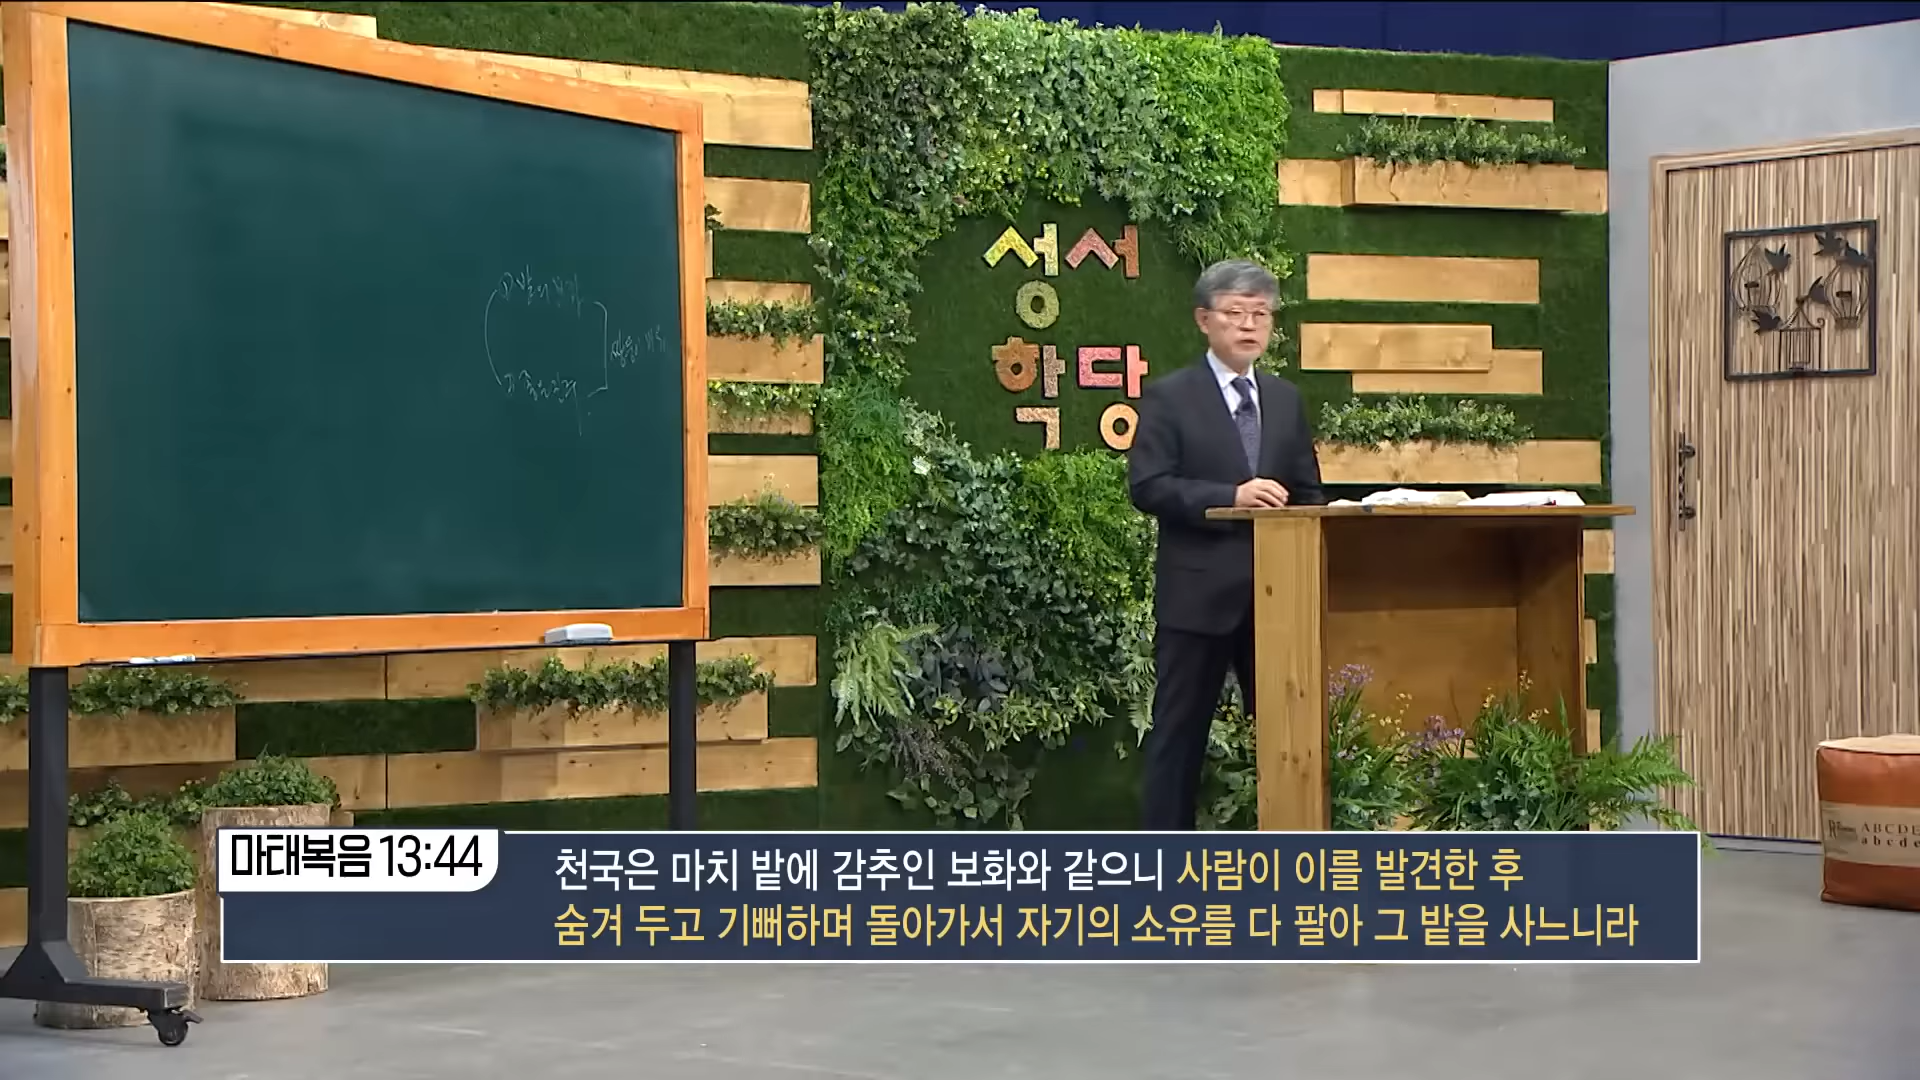 성서
학당
마태복음 13:44
천국은 마치 밭에 감추인 보화와 같으니 사람이 이를 발견한 후
숨겨 두고 기뻐하며 돌아가서 자기의 소유를 다 팔아 그 밭을 사느니라
ABCDE
abcde